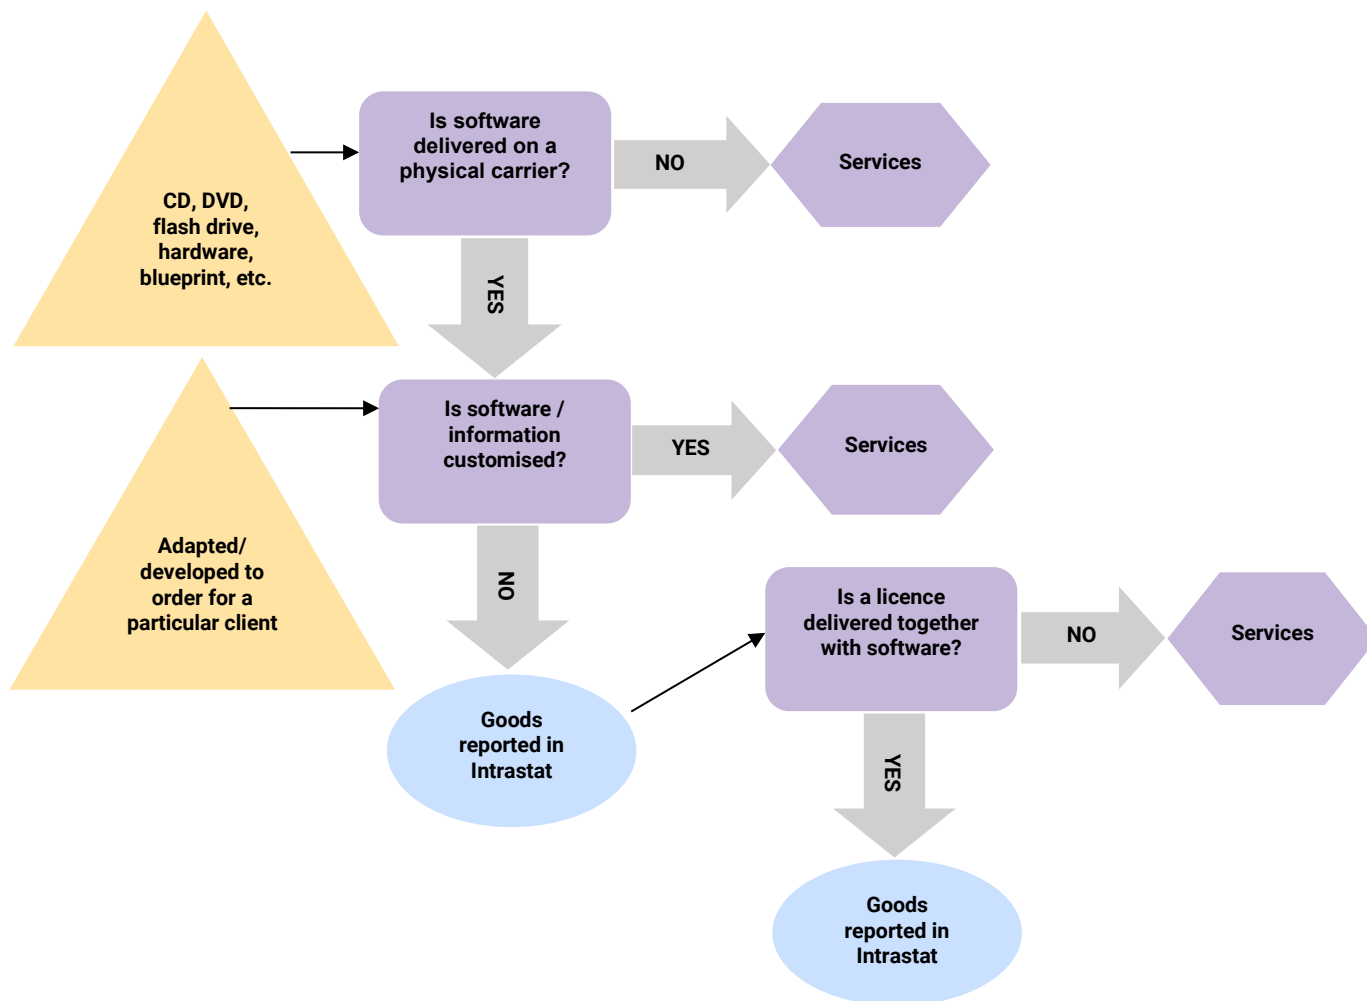 Is software
delivered on a
physical carrier?
NO
Services
CD, DVD,
flash drive,
hardware,
blueprint, etc.
YES
Is software /
information
customised?
YES
Services
Adapted/
developed to
order for a
particular client
NO
Is a licence
delivered together
with software?
NO
Services
Goods
reported in
Intrastat
YES
Goods
reported in
Intrastat